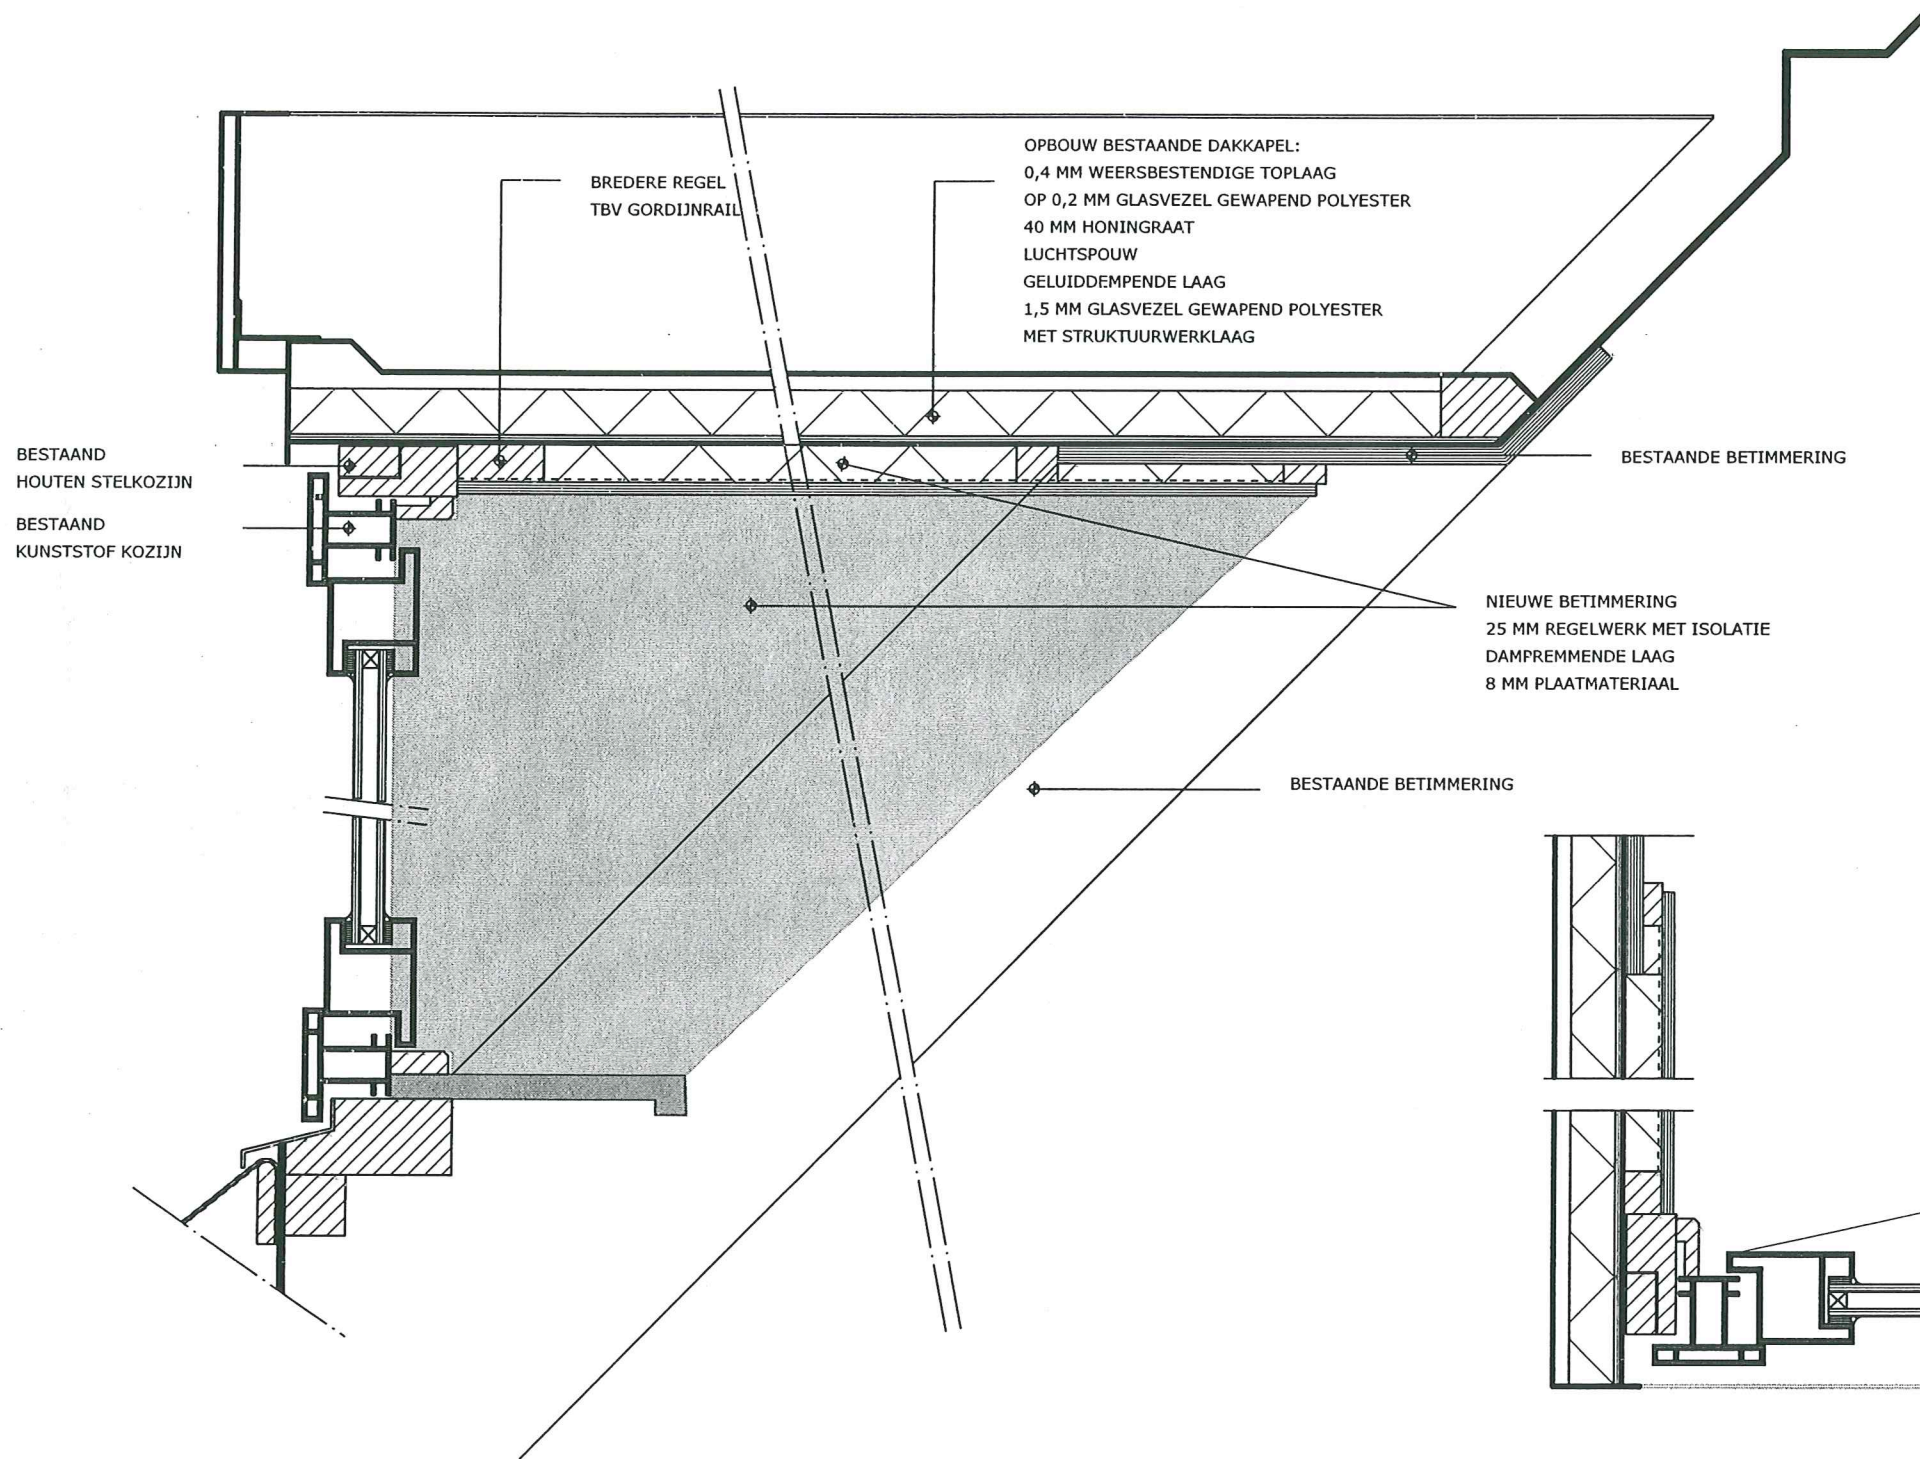 OPBOUW BESTAANDE DAKKAPEL:
0,4 MM WEERSBESTENDIGE TOPLAAG
OP 0,2 MM GLASVEZEL GEWAPEND POLYESTER
40 MM HONINGRAAT
LUCHTSPOUW
GELUIDDEMPENDE LAAG
1,5 MM GLASVEZEL GEWAPEND POLYESTER
MET STRUKTUURWERKLAAG
BREDERE REGEL
TBV GORDIJNRAIL
BESTAAND
HOUTEN STELKOZIJN
BESTAAND
KUNSTSTOF KOZIJN
BESTAANDE BETIMMERING
NIEUWE BETIMMERING
25 MM REGELWERK MET ISOLATIE
DAMPREMMENDE LAAG
8 MM PLAATMATERIAAL
BESTAANDE BETIMMERING